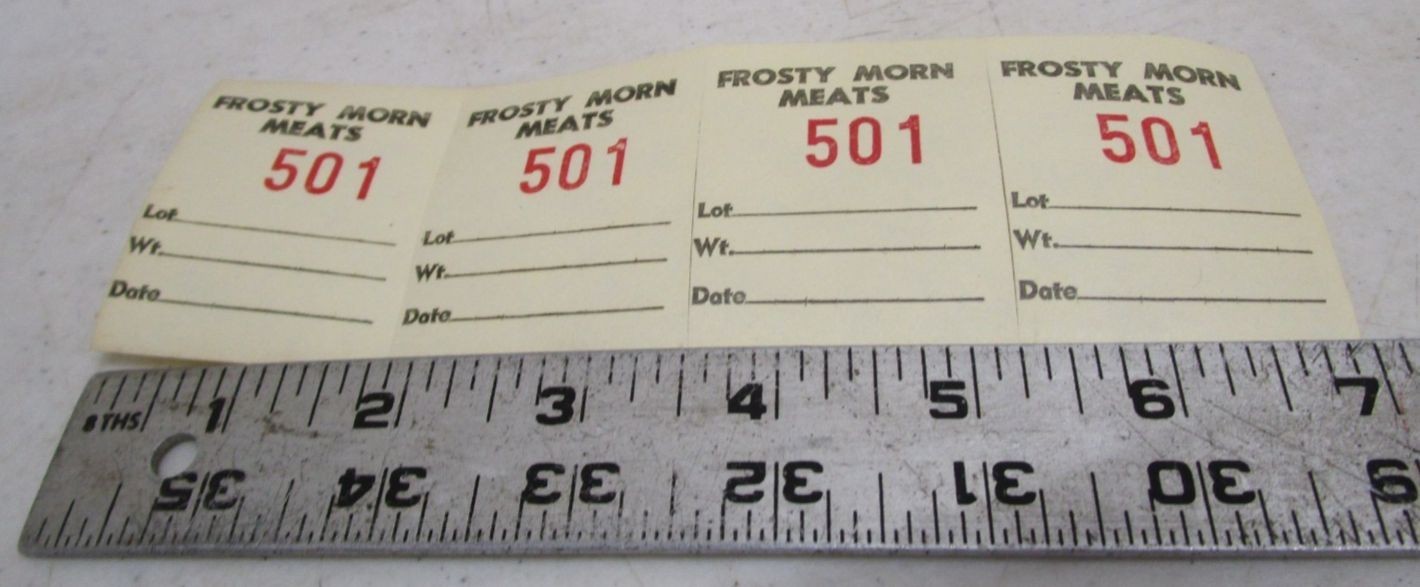 FROSTY MORN
MEATS
501
Lot
Wt.
Date
FROSTY MORN
MEATS
501
Lot
Wt.
Date
FROSTY MORN
MEATS
501
Lot
Wt.
Date
FROSTY MORN
MEATS
501
Lot
Wt.
Date
8 THS 1 2 3 4 5 6 7
35 34 33 32 31 30